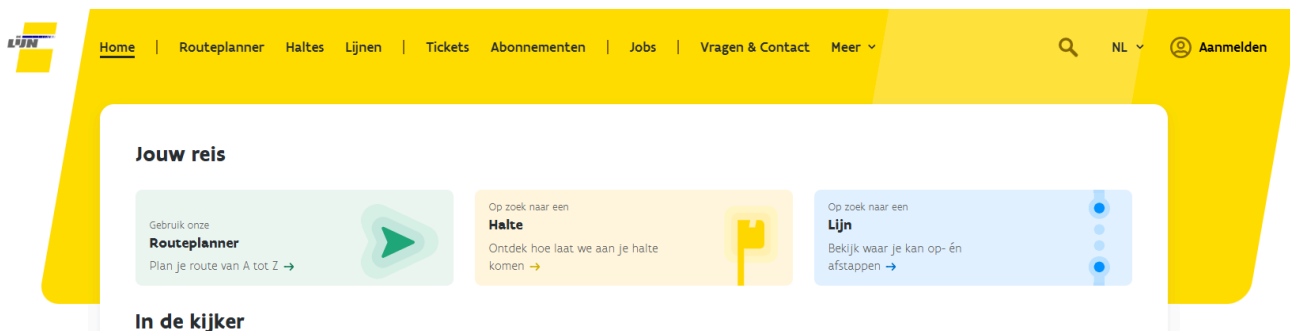 LIJN
Home | Routeplanner Haltes Lijnen | Tickets Abonnementen | Jobs | Vragen & Contact Meer NL Aanmelden
Jouw reis
Gebruik onze
Routeplanner
Plan je route van A tot Z →
Op zoek naar een
Halte
Ontdek hoe laat we aan je halte
komen →
Op zoek naar een
Lijn
Bekijk waar je kan op- én
afstappen →
In de kijker